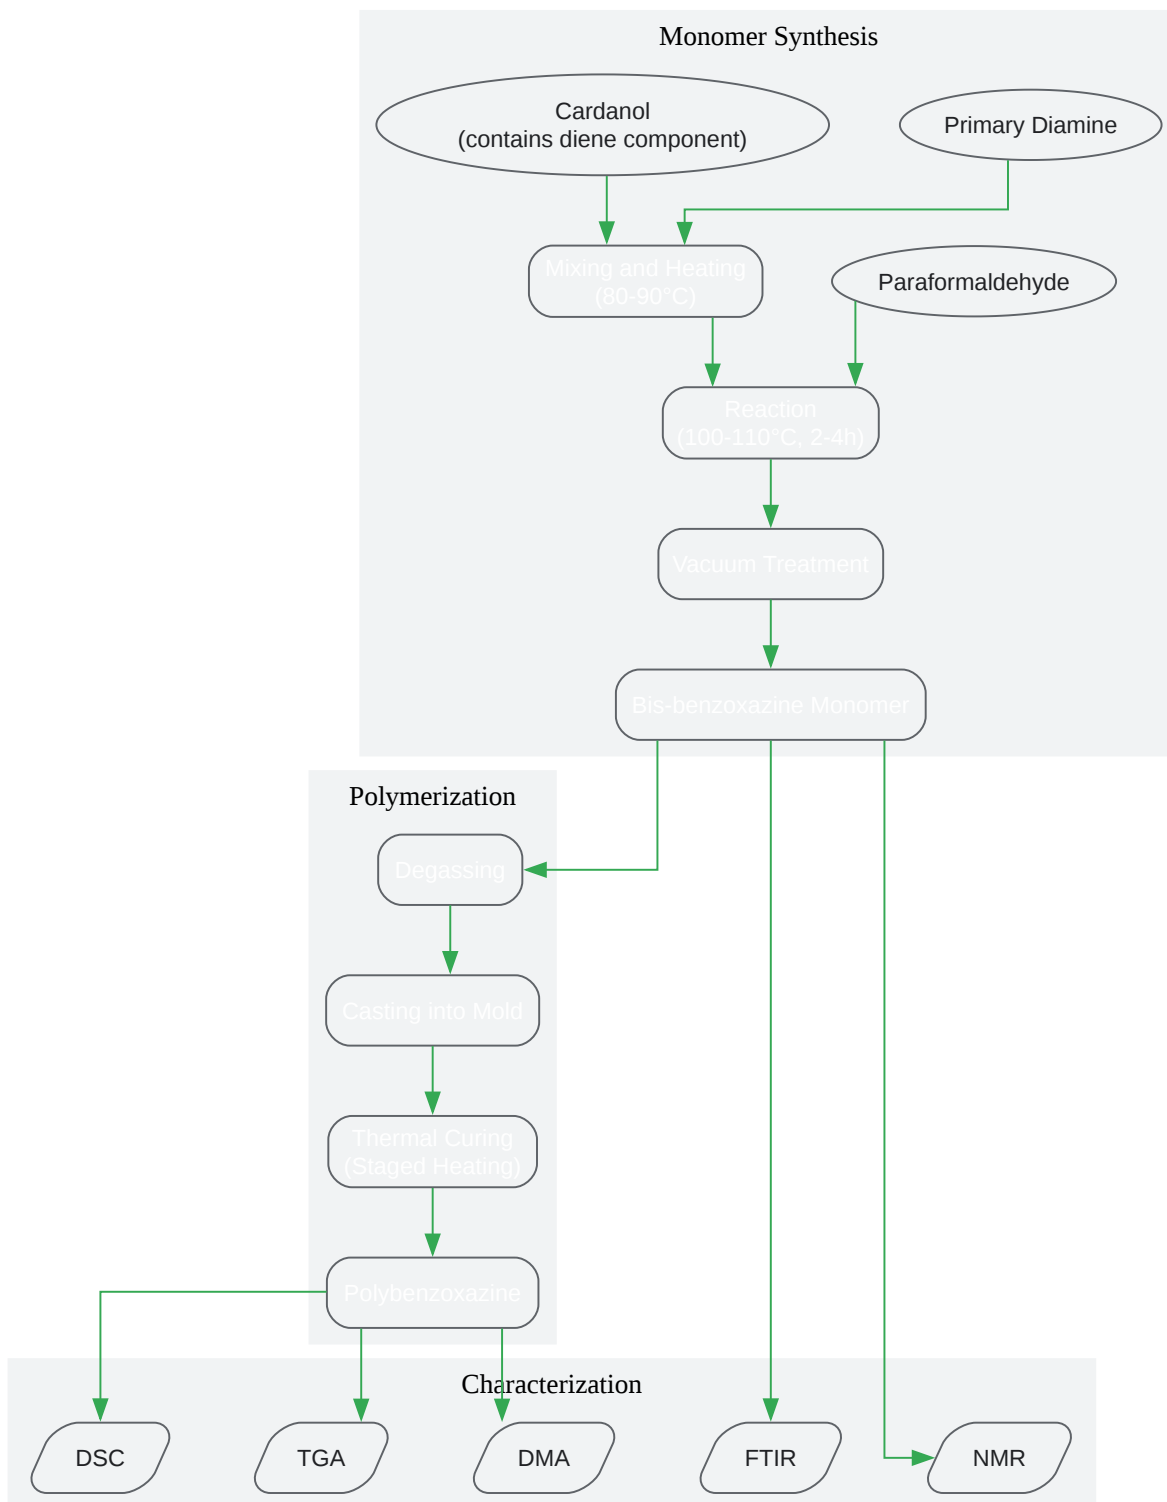 Monomer Synthesis
Cardanol
(contains diene component)
Primary Diamine
Mixing and Heating
(80-90°C)
Paraformaldehyde
Reaction
(100-110°C, 2-4h)
Vacuum Treatment
Bis-benzoxazine Monomer
Polymerization
Degassing
Casting into Mold
Thermal Curing
(Staged Heating)
Polybenzoxazine
Characterization
DSC
TGA
DMA
FTIR
NMR